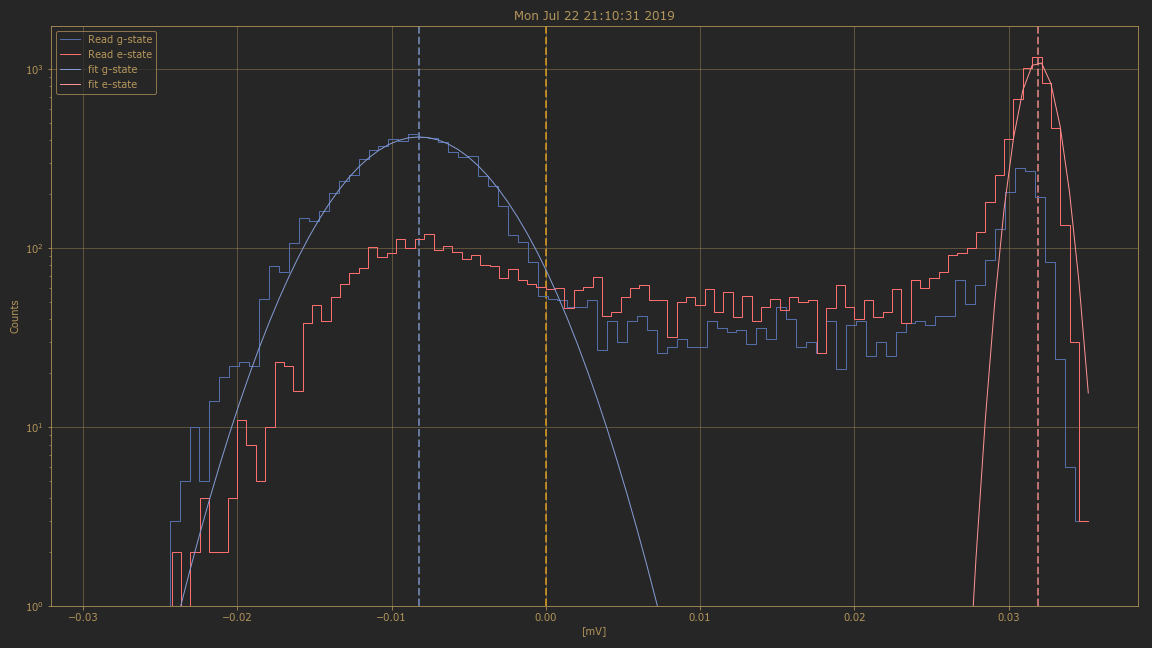 Mon Jul 22 21:10:31 2019
Read g-state
Read e-state
fit g-state
fit e-state
10³
10²
10¹
10⁰
Counts
−0.03 −0.02 −0.01 0.00 0.01 0.02 0.03
[mV]